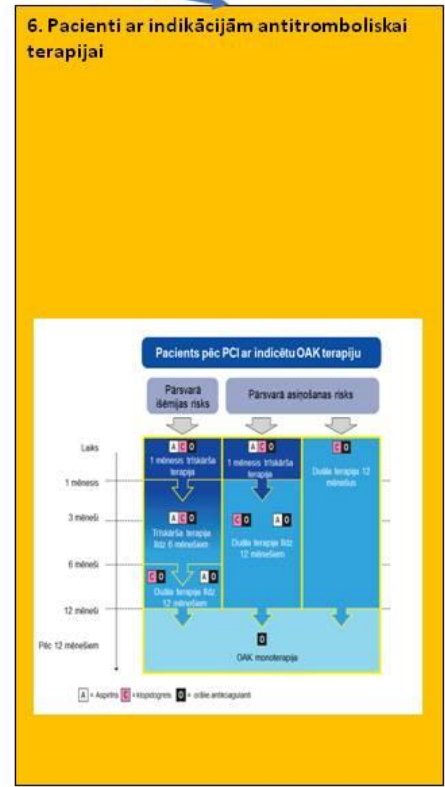 6. Pacienti ar indikācijām antitromboliskai
terapijai
Pacients pēc PCI ar indicētu OAK terapiju
Pārsvarā
išēmijas risks
Pārsvarā asiņošanas risks
Laiks
1 mēnesis
3 mēneši
6 mēneši
12 mēneši
Pēc 12 mēnešiem
A C O
1 mēnesis trīskārša
terapija
A C O
Trīskārša terapija
līdz 6 mēnešiem
C O
A O
Duāla terapija līdz
12 mēnešiem
A C O
1 mēnesis trīskārša
terapija
C O
A O
Duāla terapija līdz
12 mēnešiem
C O
Duāla terapija 12
mēnešus
O
OAK monoterapija
A = Aspirīns C = klopidogrels O = orālie antikoagulanti